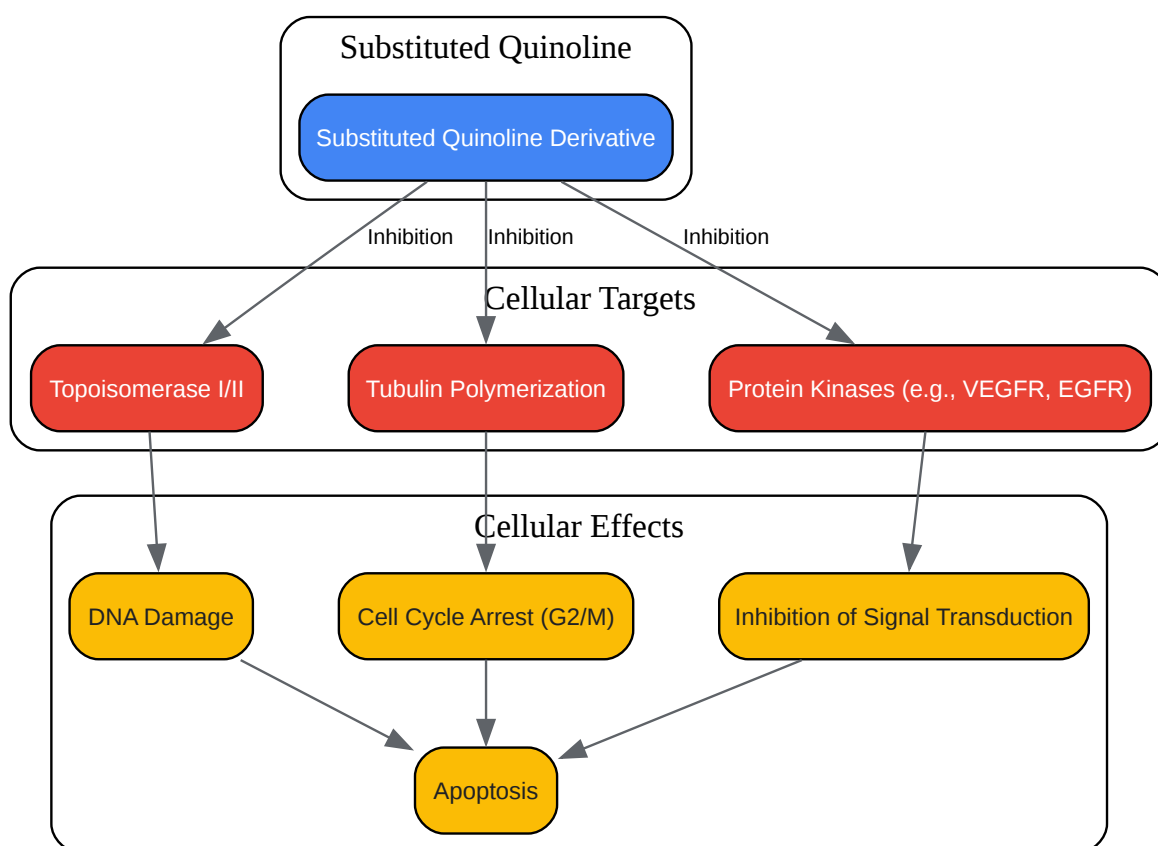 Substituted Quinoline
Substituted Quinoline Derivative
Inhibition
Inhibition
Inhibition
Cellular Targets
Topoisomerase I/II
Tubulin Polymerization
Protein Kinases (e.g., VEGFR, EGFR)
Cellular Effects
DNA Damage
Cell Cycle Arrest (G2/M)
Inhibition of Signal Transduction
Apoptosis